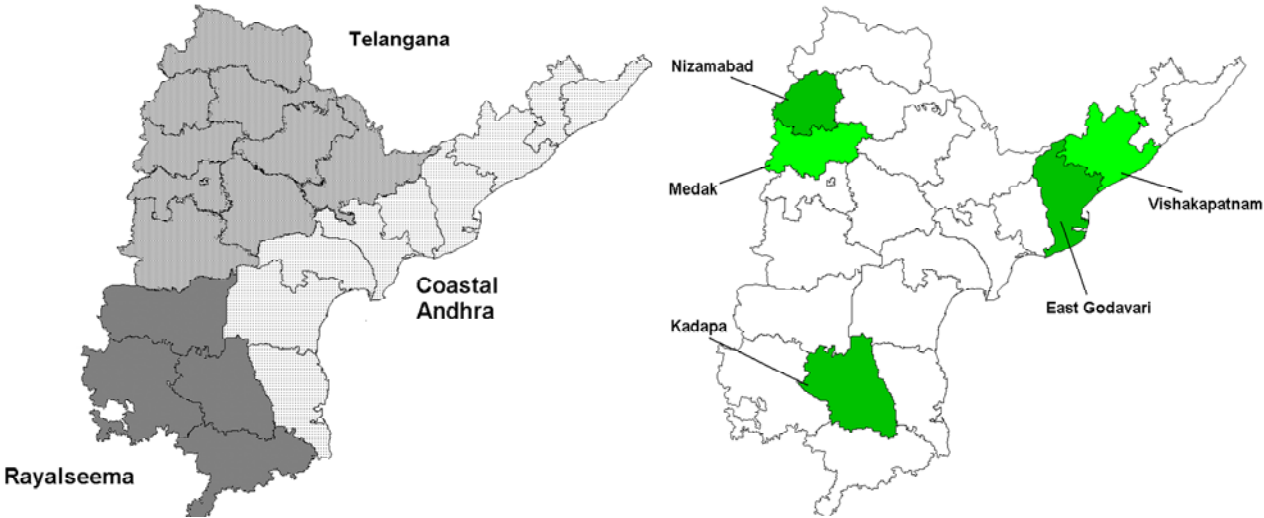 Telangana
Coastal
Andhra
Rayalseema
Nizamabad
Medak
Vishakapatnam
East Godavari
Kadapa